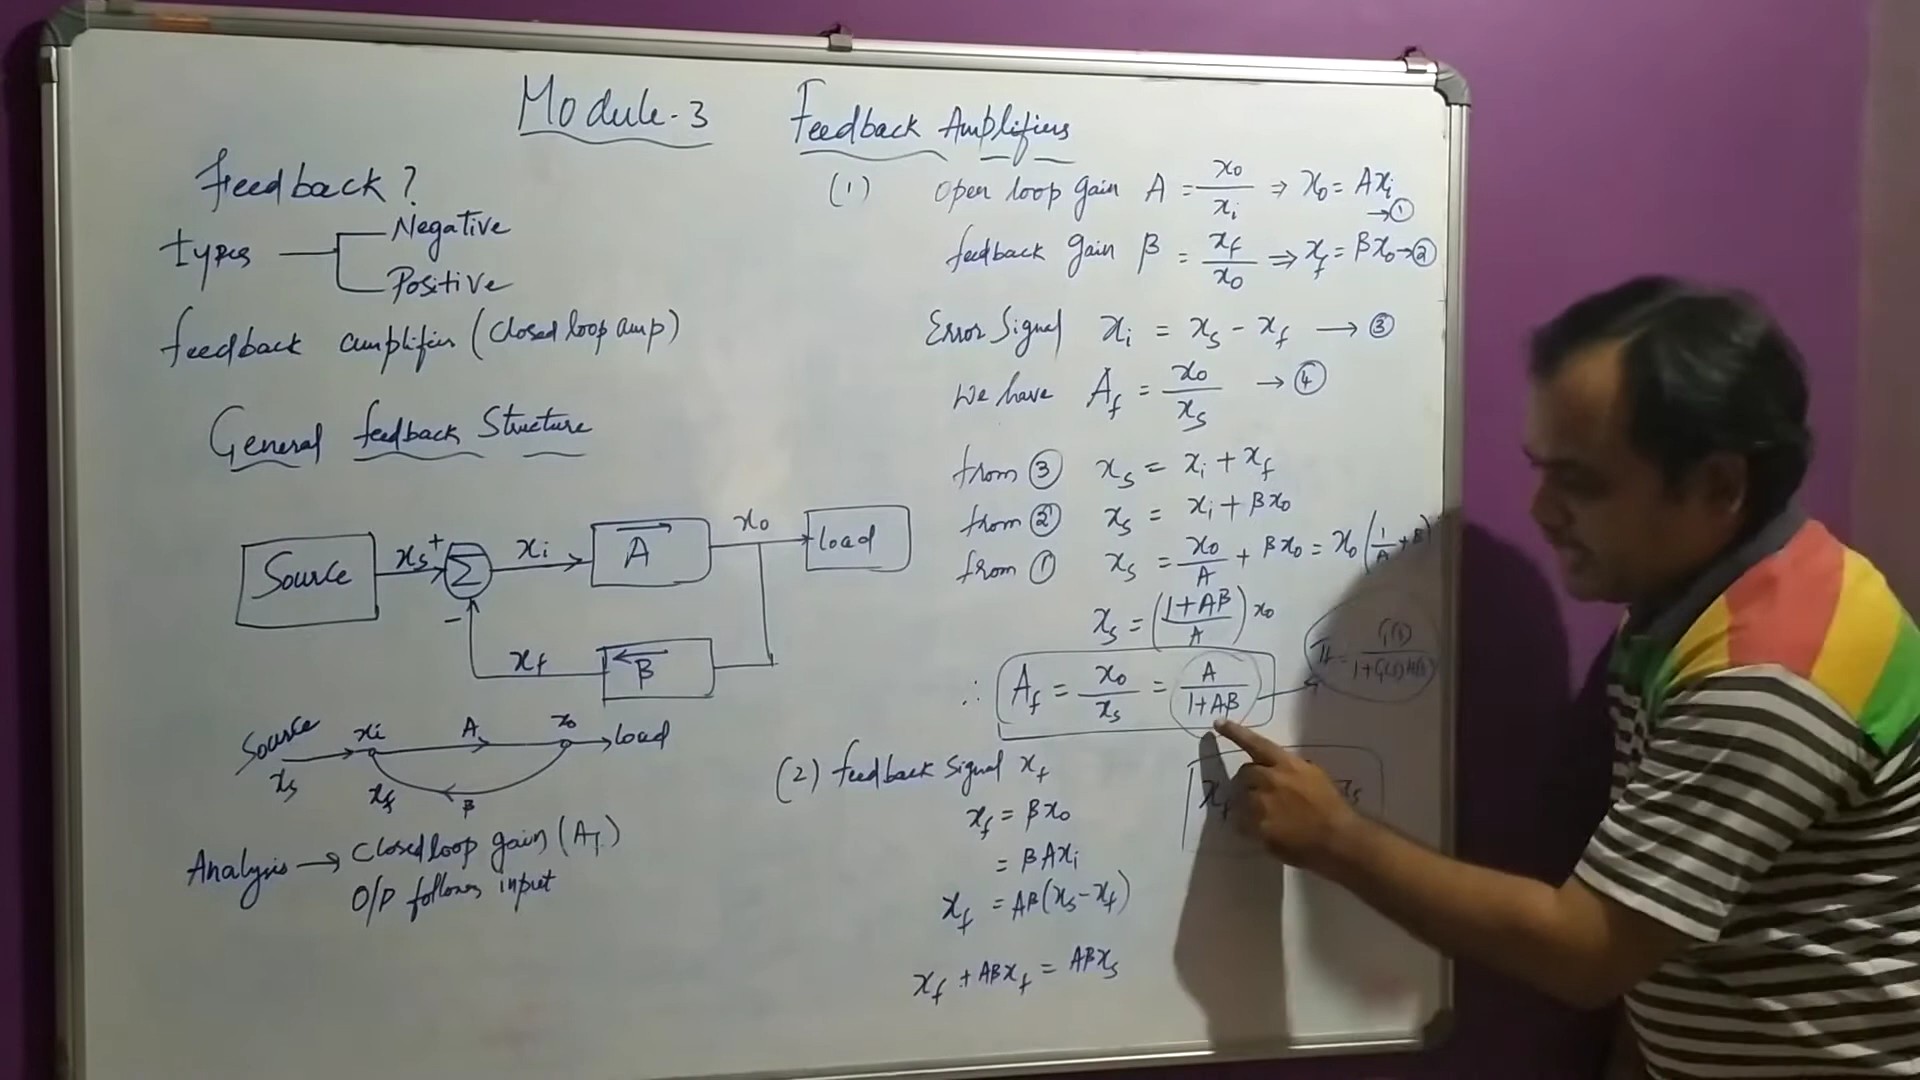 Module-3 Feedback Amplifiers
Feedback?
types
Negative
Positive
feedback amplifier (closed loop amp)
General feedback Structure
Source
xs
+
Σ
-
xi
A
xo
load
xf
β
Source
xs
xi
A
xo
load
xf
β
Analysis → Closed loop gain (Af)
O/P follows input
(1) open loop gain A = xo/xi ⇒ xo = Axi → ①
feedback gain β = xf/xo ⇒ xf = βxo → ②
Error Signal xi = xs - xf → ③
We have Af = xo/xs → ④
from ③ xs = xi + xf
from ② xs = xi + βxo
from ① xs = xo/A + βxo = xo(1/A + β)
xs = (1+Aβ/A) xo
∴ Af = xo/xs = A/1+Aβ
(2) feedback signal xf
xf = βxo
= βAxi
xf = Aβ(xs - xf)
xf + Aβxf = Aβxs